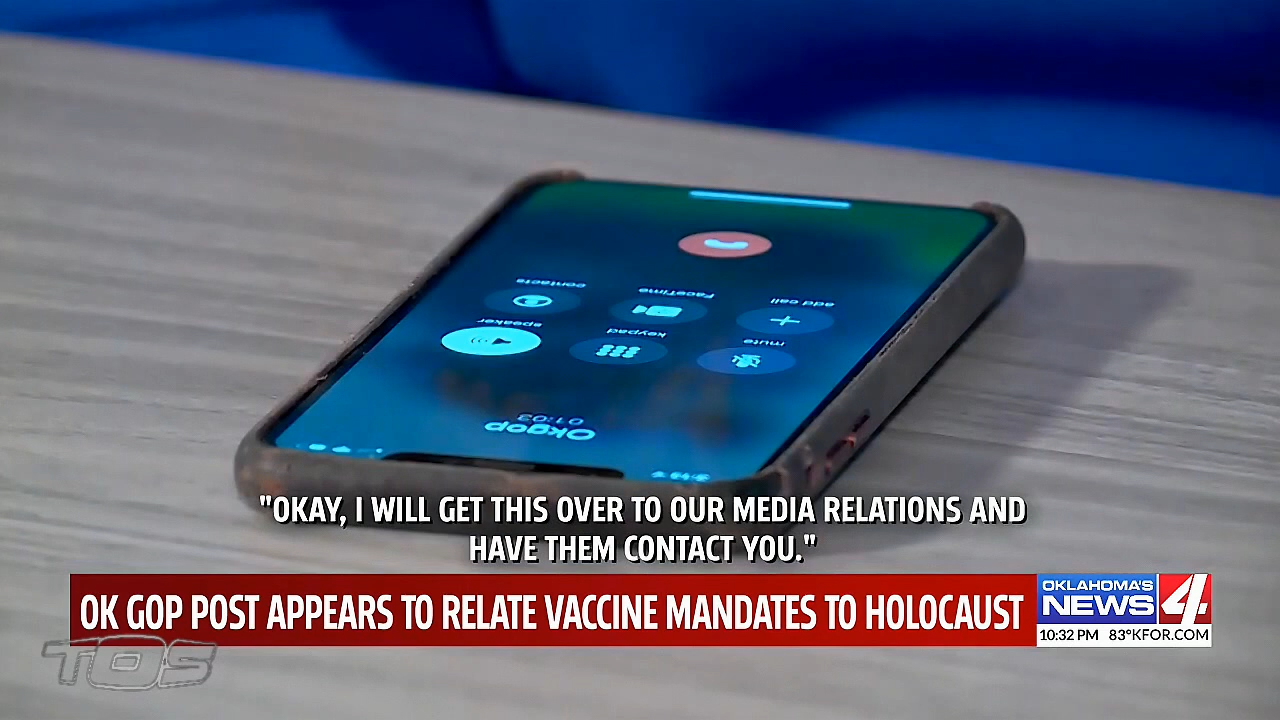 contacts
FaceTime
add call
speaker
keypad
mute
01:03
Okgop
"OKAY, I WILL GET THIS OVER TO OUR MEDIA RELATIONS AND
HAVE THEM CONTACT YOU."
OK GOP POST APPEARS TO RELATE VACCINE MANDATES TO HOLOCAUST
OKLAHOMA'S
NEWS 4
10:32 PM 83° KFOR.COM
TOS